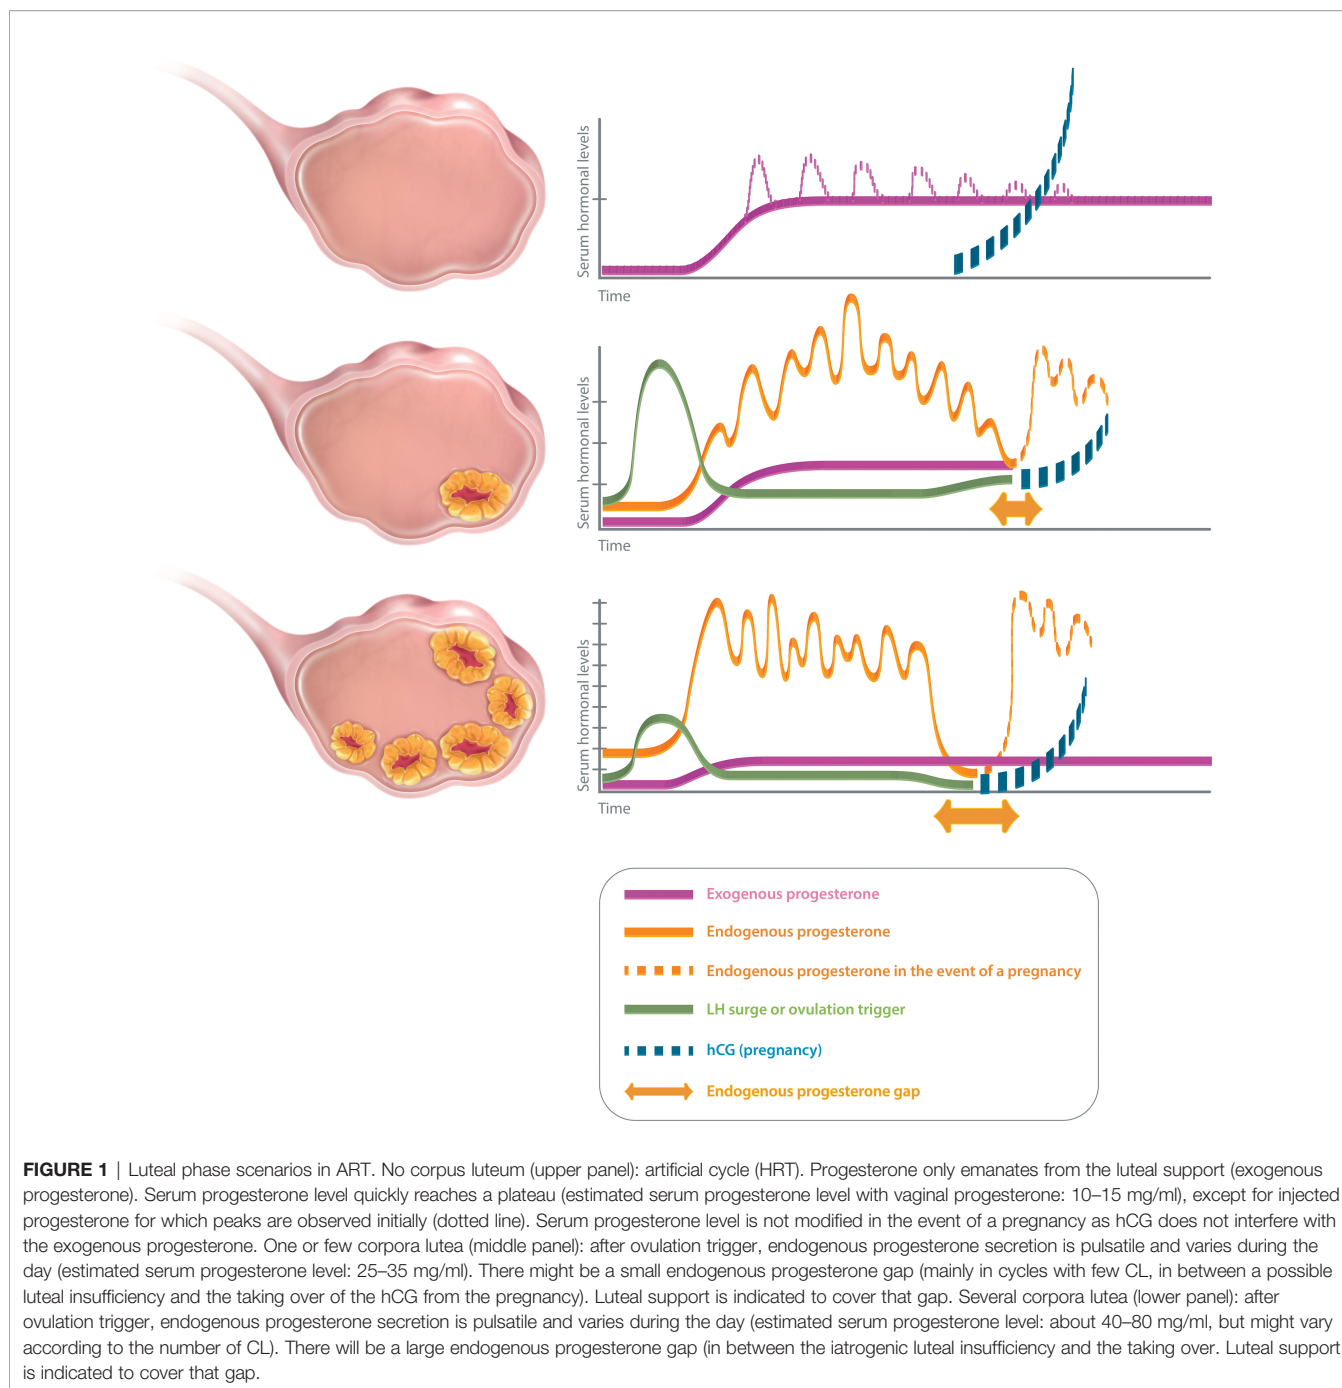 Serum hormonal levels
Time
Serum hormonal levels
Time
Serum hormonal levels
Time
Exogenous progesterone
Endogenous progesterone
Endogenous progesterone in the event of a pregnancy
LH surge or ovulation trigger
hCG (pregnancy)
Endogenous progesterone gap
FIGURE 1 | Luteal phase scenarios in ART. No corpus luteum (upper panel): artificial cycle (HRT). Progesterone only emanates from the luteal support (exogenous
progesterone). Serum progesterone level quickly reaches a plateau (estimated serum progesterone level with vaginal progesterone: 10–15 mg/ml), except for injected
progesterone for which peaks are observed initially (dotted line). Serum progesterone level is not modified in the event of a pregnancy as hCG does not interfere with
the exogenous progesterone. One or few corpora lutea (middle panel): after ovulation trigger, endogenous progesterone secretion is pulsatile and varies during the
day (estimated serum progesterone level: 25–35 mg/ml). There might be a small endogenous progesterone gap (mainly in cycles with few CL, in between a possible
luteal insufficiency and the taking over of the hCG from the pregnancy). Luteal support is indicated to cover that gap. Several corpora lutea (lower panel): after
ovulation trigger, endogenous progesterone secretion is pulsatile and varies during the day (estimated serum progesterone level: about 40–80 mg/ml, but might vary
according to the number of CL). There will be a large endogenous progesterone gap (in between the iatrogenic luteal insufficiency and the taking over. Luteal support
is indicated to cover that gap.